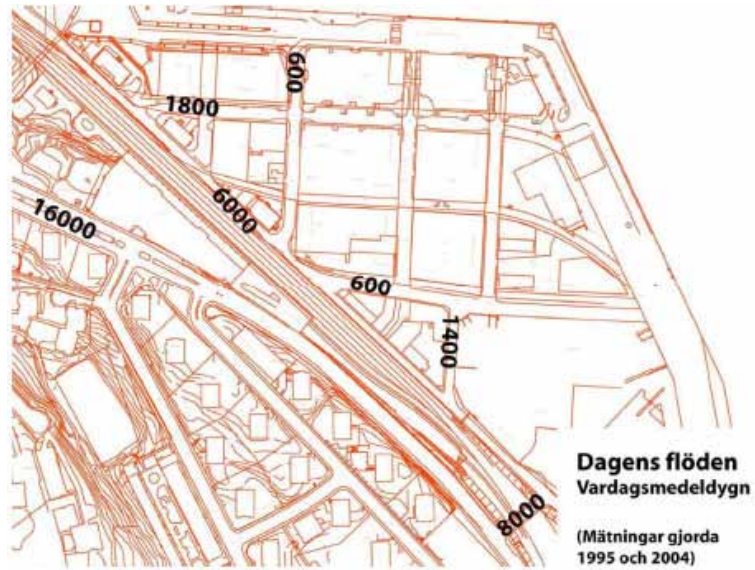 600
1800
6000
16000
600
1400
8000
Dagens flöden
Vardagsmedeldygn
(Mätningar gjorda
1995 och 2004)